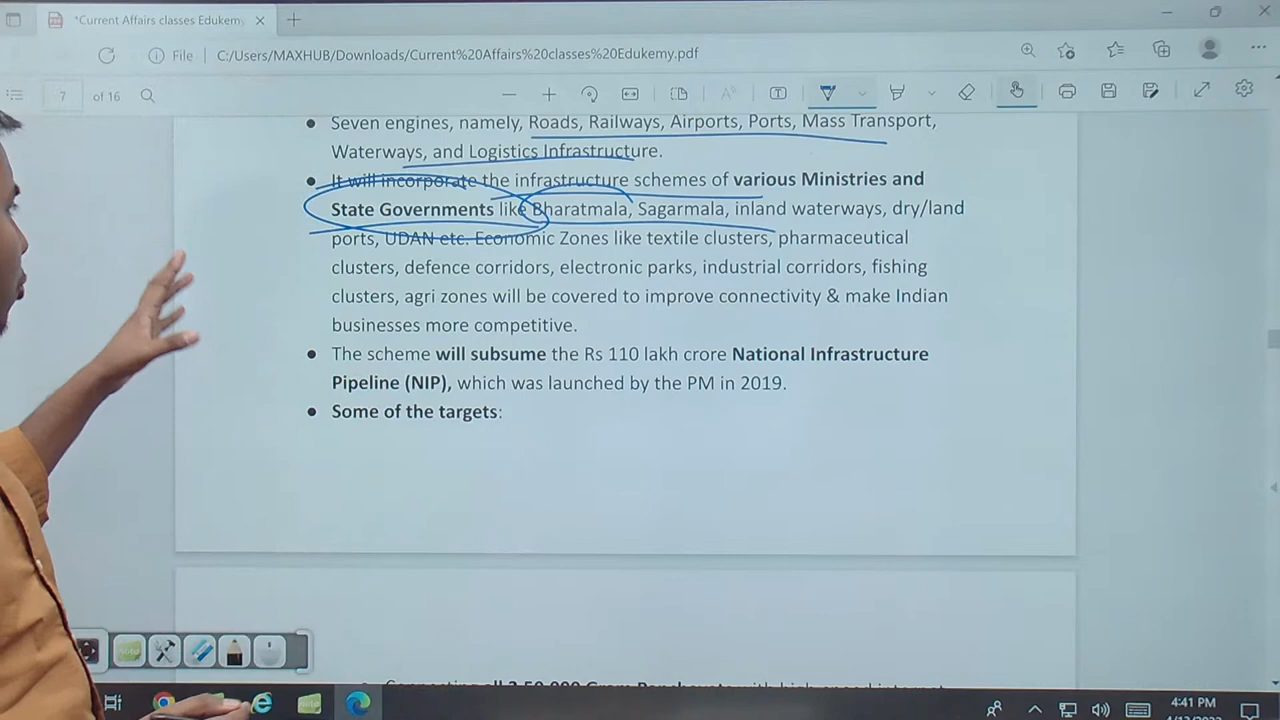 *Current Affairs classes Edukem
File
C:/Users/MAXHUB/Downloads/Current%20Affairs%20classes%20Edukemy.pdf
7 of 16
Seven engines, namely, Roads, Railways, Airports, Ports, Mass Transport,
Waterways, and Logistics Infrastructure.
It will incorporate the infrastructure schemes of various Ministries and
State Governments like Bharatmala, Sagarmala, inland waterways, dry/land
ports, UDAN etc. Economic Zones like textile clusters, pharmaceutical
clusters, defence corridors, electronic parks, industrial corridors, fishing
clusters, agri zones will be covered to improve connectivity & make Indian
businesses more competitive.
The scheme will subsume the Rs 110 lakh crore National Infrastructure
Pipeline (NIP), which was launched by the PM in 2019.
Some of the targets:
4:41 PM